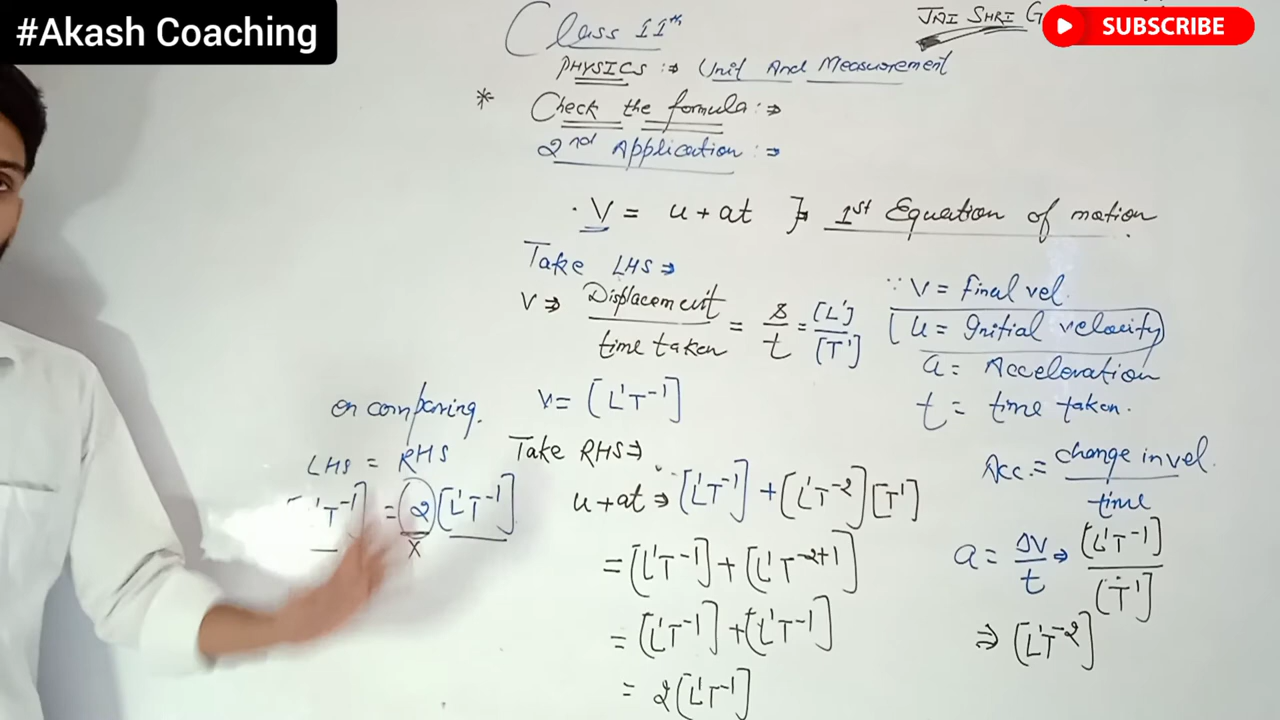 #Akash Coaching
SUBSCRIBE
JAI SHRI G
Class 11th
PHYSICS :⇒ Unit And Measurement
* Check the formula :⇒
2nd Application :⇒
. V = u + at }⇒ 1st Equation of motion
Take LHS ⇒
V ⇒ Displacement / time taken = s / t = [L¹] / [T¹]
V = [L¹T⁻¹]
∵ V = final vel.
u = Initial velocity
a = Acceleration
t = time taken.
Acc. = change in vel. / time
a = ΔV / t ⇒ [L¹T⁻¹] / [T¹]
⇒ [L¹T⁻²]
Take RHS ⇒
u + at ⇒ [L¹T⁻¹] + [L¹T⁻²] [T¹]
= [L¹T⁻¹] + [L¹T⁻²⁺¹]
= [L¹T⁻¹] + [L¹T⁻¹]
= 2 [L¹T⁻¹]
on comparing.
LHS = RHS
T⁻¹] = 2 [L¹T⁻¹]
x